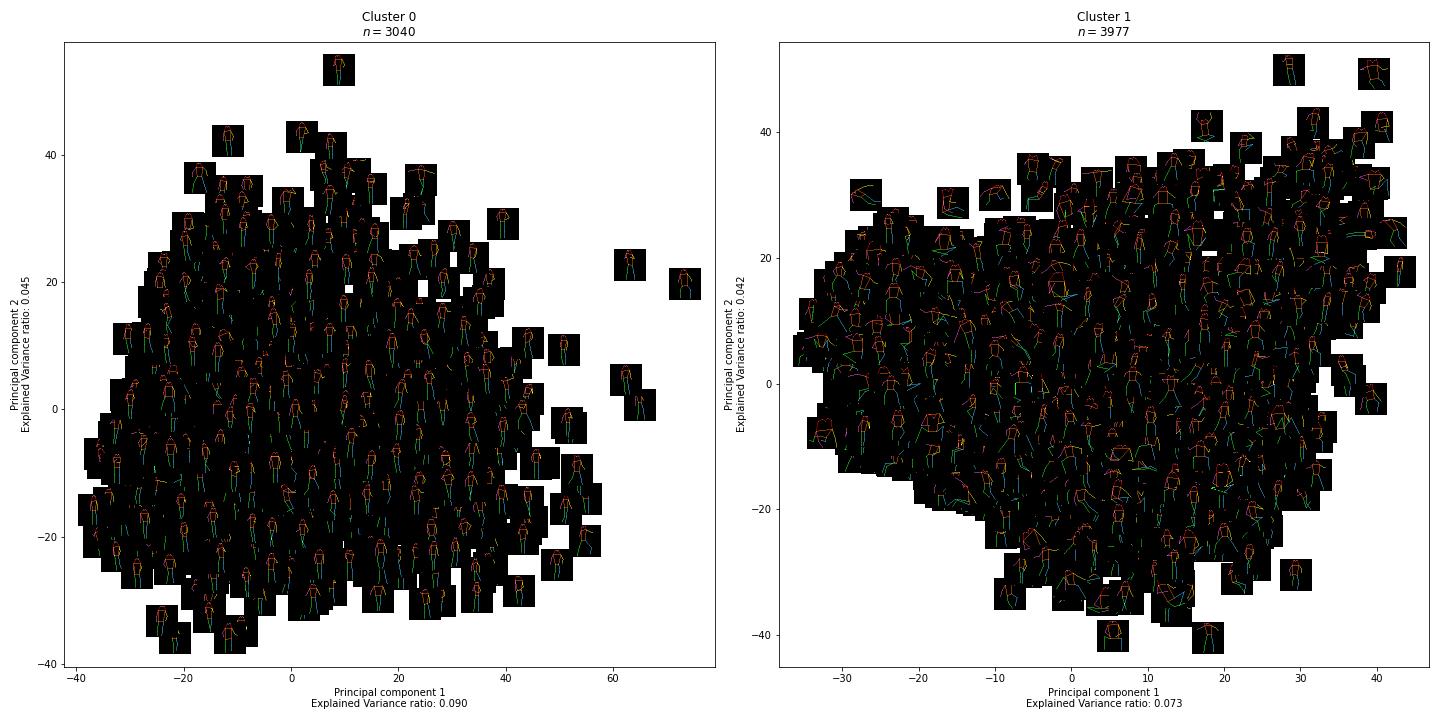 Cluster 0
n = 3040
40
20
0
−20
−40
Principal component 2
Explained Variance ratio: 0.045
−40
−20
0
20
40
60
Principal component 1
Explained Variance ratio: 0.090
Cluster 1
n = 3977
40
20
0
−20
−40
Principal component 2
Explained Variance ratio: 0.042
−30
−20
−10
0
10
20
30
40
Principal component 1
Explained Variance ratio: 0.073